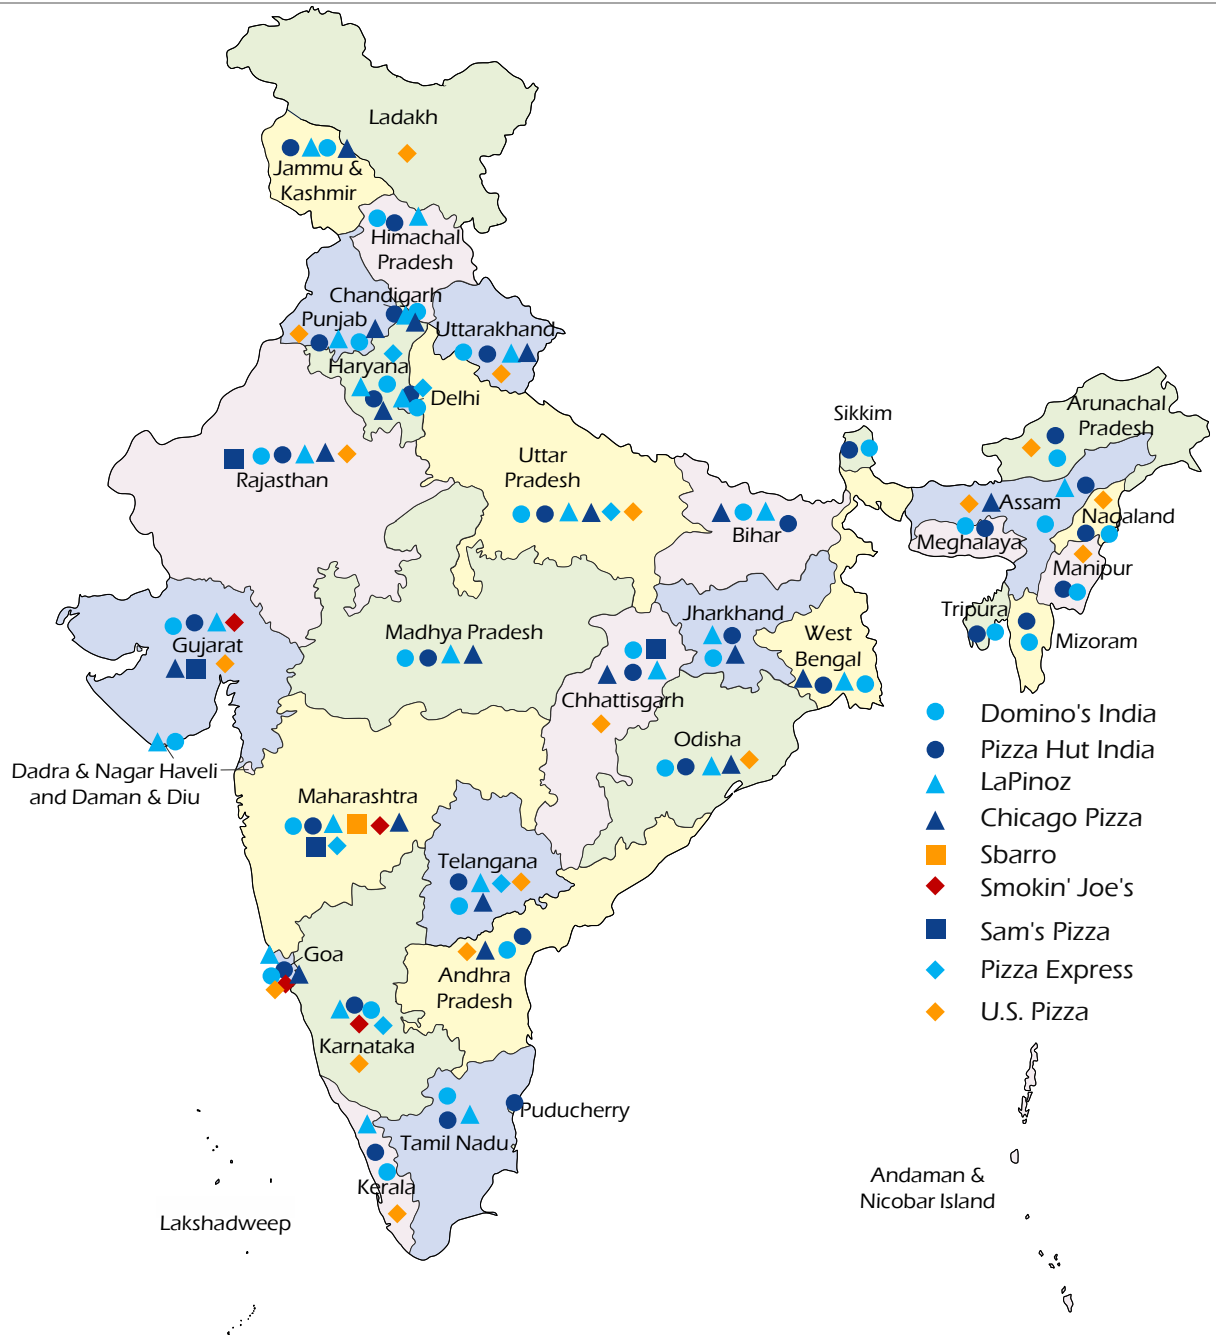 Ladakh
Jammu &
Kashmir
Himachal
Pradesh
Chandigarh
Punjab
Uttarakhand
Haryana
Delhi
Sikkim
Arunachal
Pradesh
Uttar
Pradesh
Rajasthan
Assam
Nagaland
Bihar
Meghalaya
Manipur
Tripura
Jharkhand
Madhya Pradesh
West
Bengal
Gujarat
Mizoram
Chhattisgarh
Domino's India
Odisha
Pizza Hut India
Dadra & Nagar Haveli
and Daman & Diu
LaPinoz
Maharashtra
Chicago Pizza
Sbarro
Telangana
Smokin' Joe's
Sam's Pizza
Goa
Pizza Express
Andhra
Pradesh
U.S. Pizza
Karnataka
Puducherry
Tamil Nadu
Kerala
Andaman &
Nicobar Island
Lakshadweep